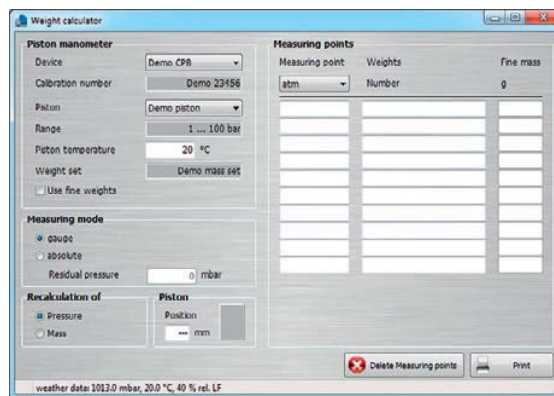 Weight calculator
Piston manometer
Device Demo CPB
Calibration number Demo 23456
Piston Demo piston
Range 1 ... 100 bar
Piston temperature 20 °C
Weight set Demo mass set
Use fine weights
Measuring mode
gauge
absolute
Residual pressure 0 mbar
Recalculation of
Pressure
Mass
Piston
Position
--- mm
Measuring points
Measuring point Weights Fine mass
atm Number g
Delete Measuring points Print
weather data: 1013.0 mbar, 20.0 °C, 40 % rel. LF